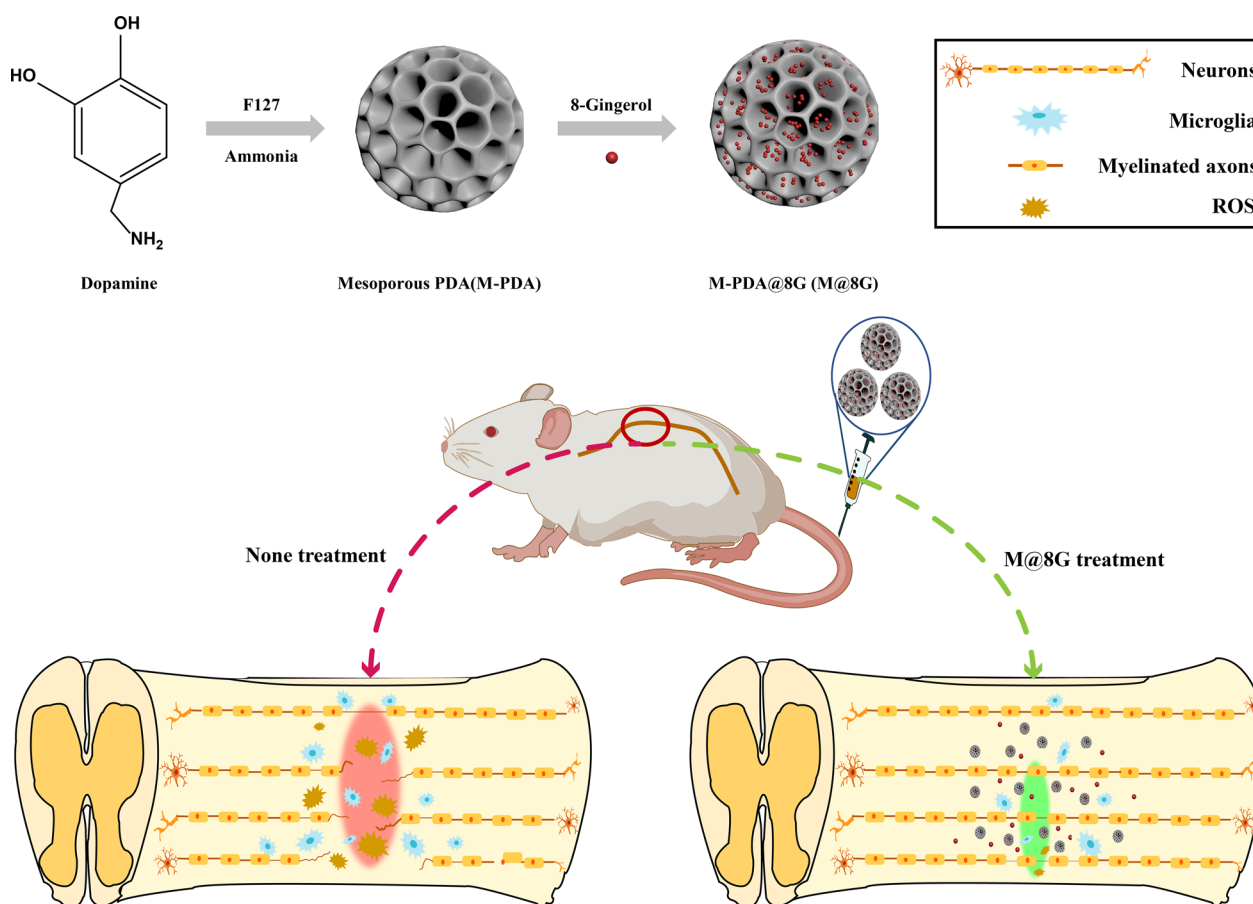 OH
HO
NH2
Dopamine
F127
Ammonia
Mesoporous PDA(M-PDA)
8-Gingerol
M-PDA@8G (M@8G)
Neurons
Microglia
Myelinated axons
ROS
None treatment
M@8G treatment